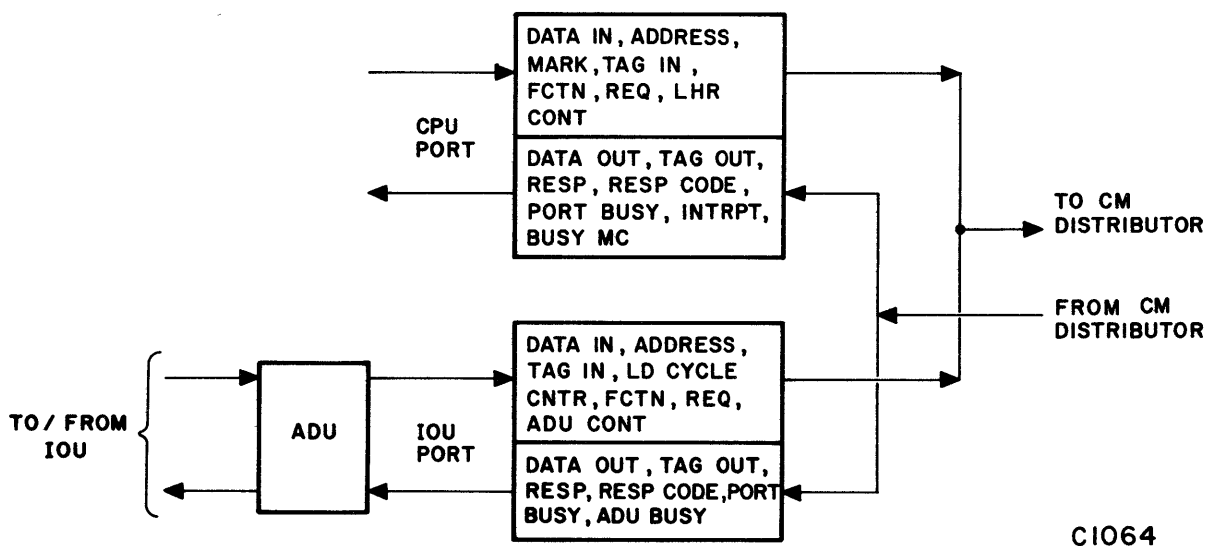 DATA IN, ADDRESS,
MARK, TAG IN,
FCTN, REQ, LHR
CONT
CPU
PORT
DATA OUT, TAG OUT,
RESP, RESP CODE,
PORT BUSY, INTRPT,
BUSY MC
TO CM
DISTRIBUTOR
FROM CM
DISTRIBUTOR
DATA IN, ADDRESS,
TAG IN, LD CYCLE
CNTR, FCTN, REQ,
ADU CONT
TO/FROM
IOU
ADU
IOU
PORT
DATA OUT, TAG OUT,
RESP, RESP CODE, PORT
BUSY, ADU BUSY
C1064